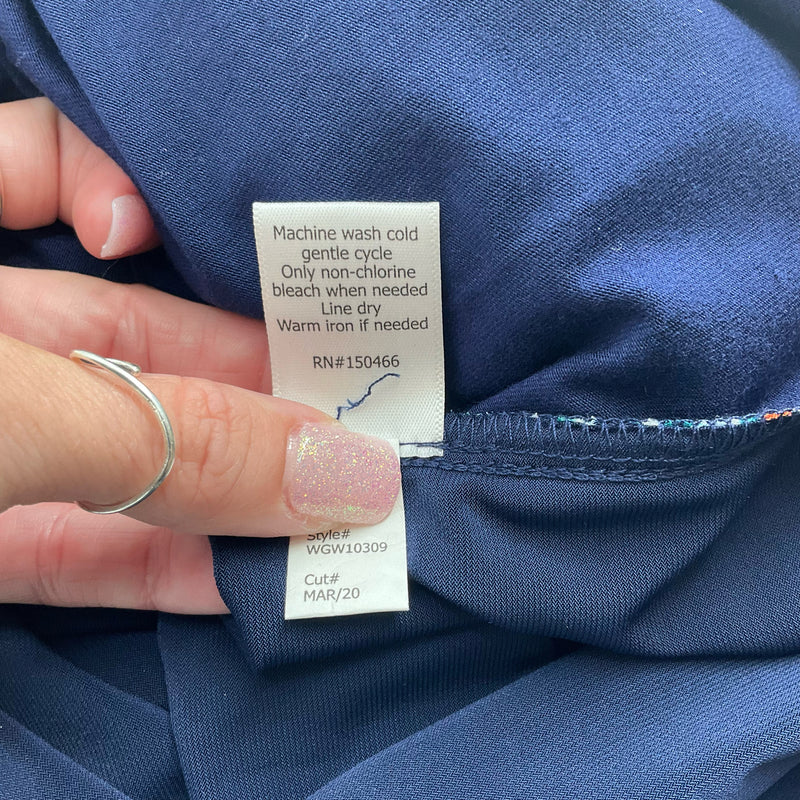 Machine wash cold
gentle cycle
Only non-chlorine
bleach when needed
Line dry
Warm iron if needed
RN#150466
Style#
WGW10309
Cut#
MAR/20